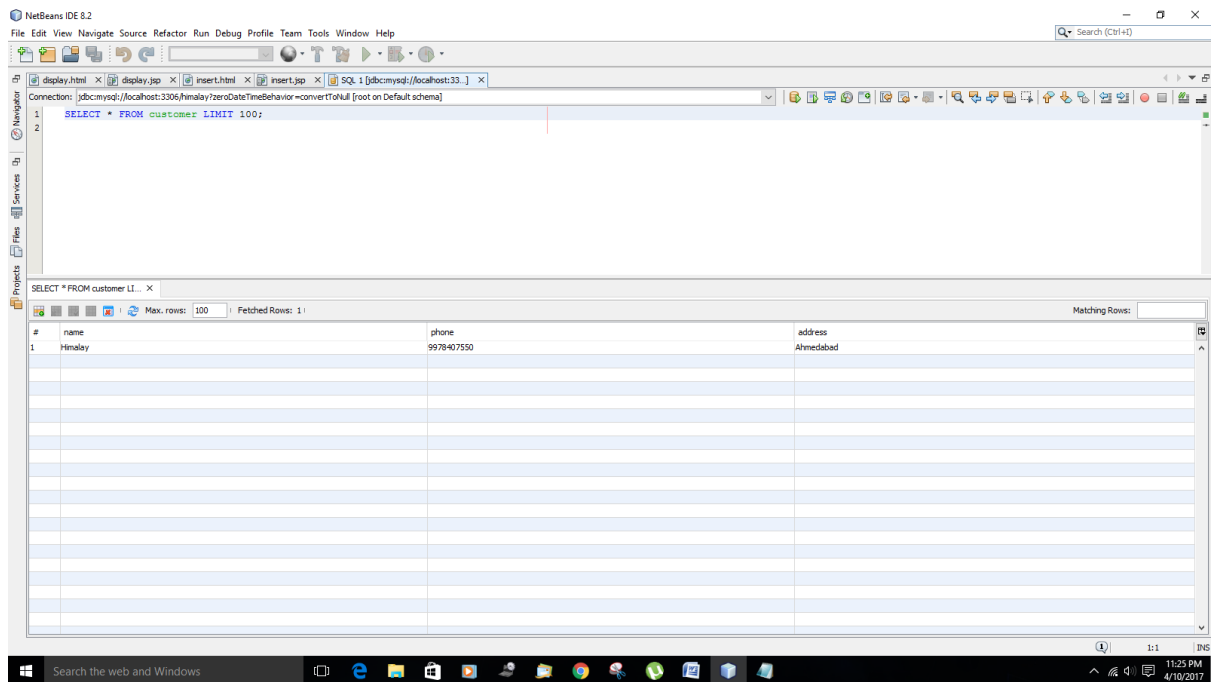 NetBeans IDE 8.2
File Edit View Navigate Source Refactor Run Debug Profile Team Tools Window Help
Search (Ctrl+I)
display.html
display.jsp
insert.html
insert.jsp
SQL 1 [jdbc:mysql://localhost:33...]
Navigator
Services
Files
Projects
Connection: jdbc:mysql://localhost:3306/himalay?zeroDateTimeBehavior=convertToNull [root on Default schema]
1 SELECT * FROM customer LIMIT 100;
2
SELECT * FROM customer LI...
Max. rows: 100 Fetched Rows: 1
Matching Rows:
# name phone address
1 Himalay 9978407550 Ahmedabad
1 1:1 INS
Search the web and Windows
11:25 PM
4/10/2017